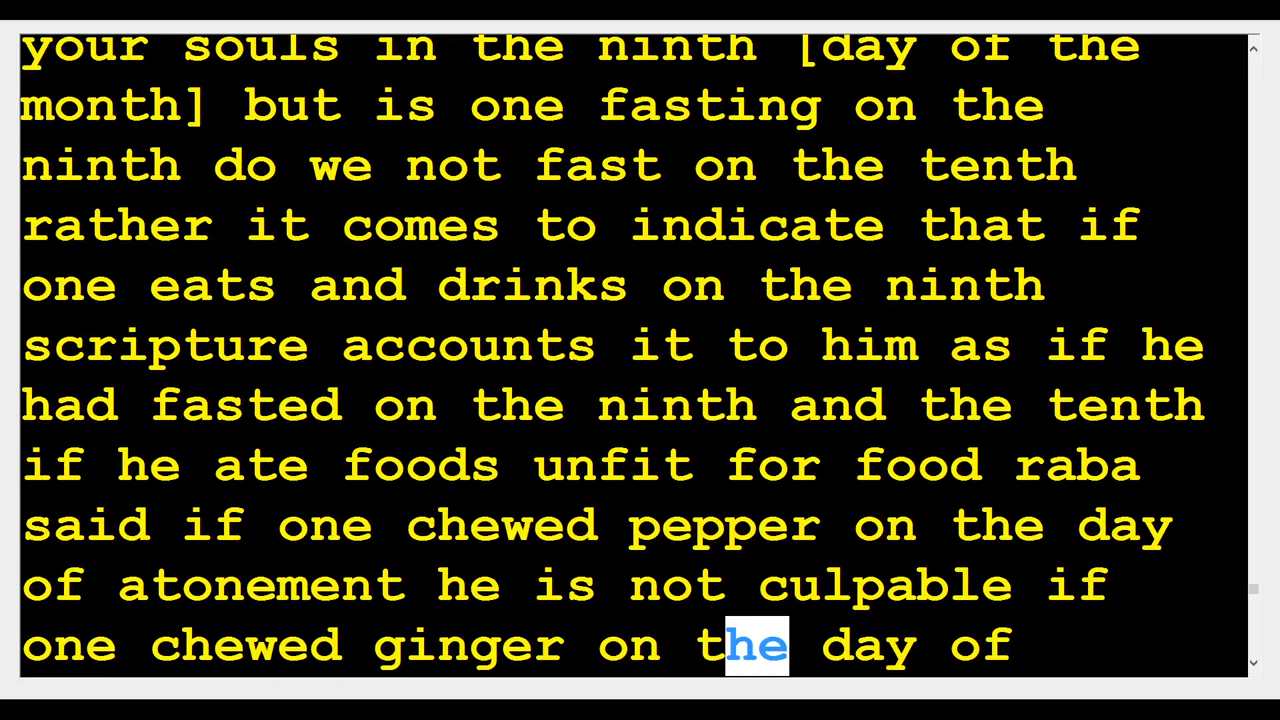 your souls in the ninth [day of the
month] but is one fasting on the
ninth do we not fast on the tenth
rather it comes to indicate that if
one eats and drinks on the ninth
scripture accounts it to him as if he
had fasted on the ninth and the tenth
if he ate foods unfit for food raba
said if one chewed pepper on the day
of atonement he is not culpable if
one chewed ginger on the day of